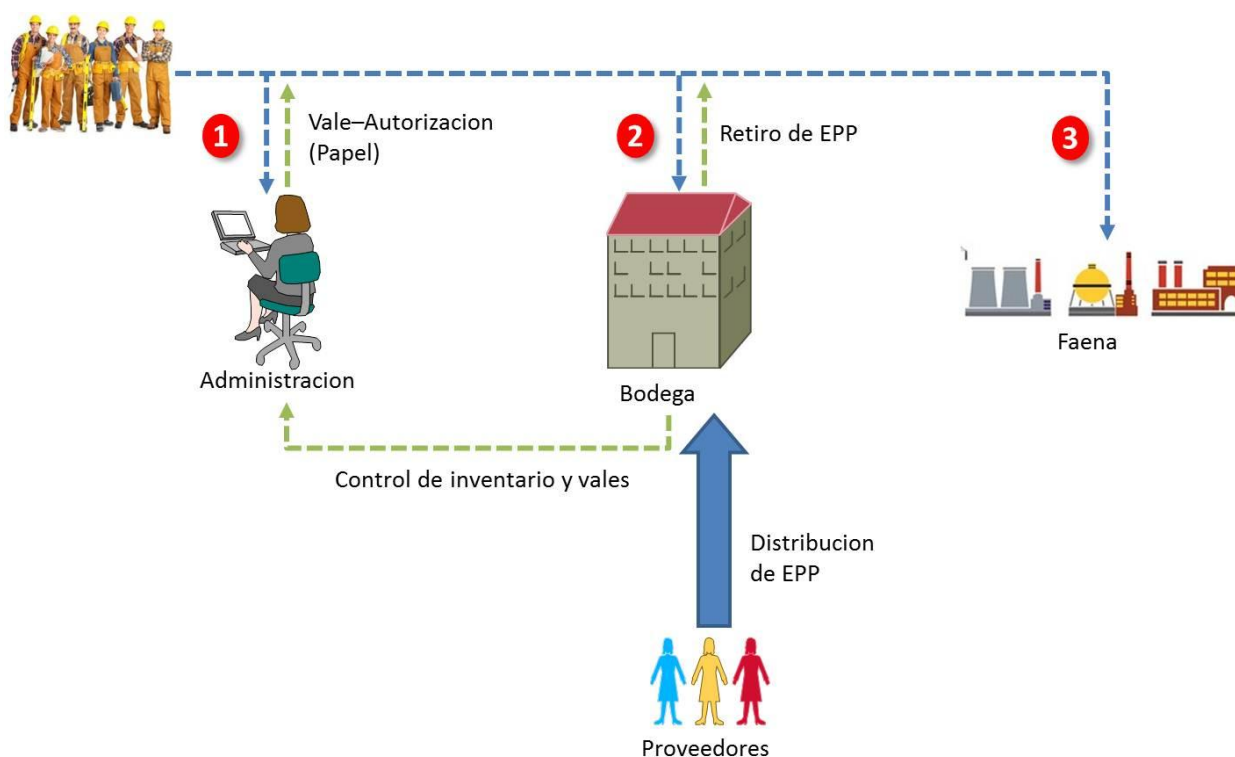 1
Vale–Autorizacion
(Papel)
2
Retiro de EPP
3
Administracion
Bodega
Faena
Control de inventario y vales
Distribucion
de EPP
Proveedores